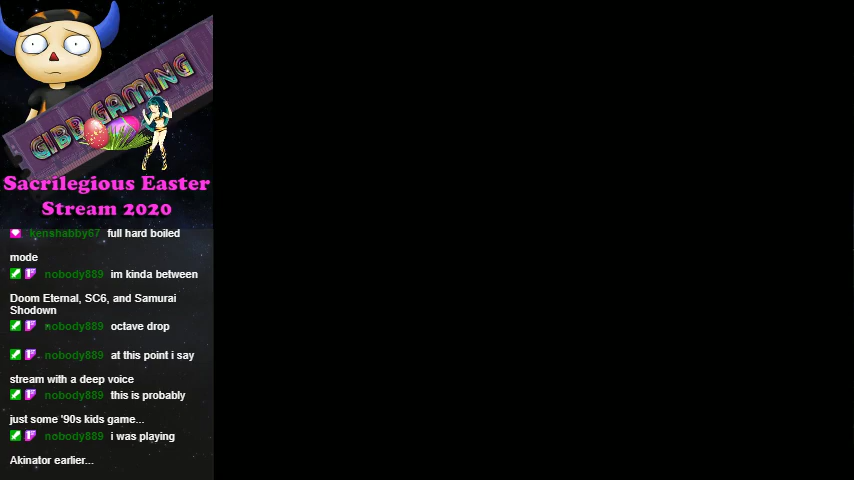 GIBB GAMING
Sacrilegious Easter
Stream 2020
kenshabby67 full hard boiled
mode
nobody889 im kinda between
Doom Eternal, SC6, and Samurai
Shodown
nobody889 octave drop
nobody889 at this point i say
stream with a deep voice
nobody889 this is probably
just some '90s kids game...
nobody889 i was playing
Akinator earlier...